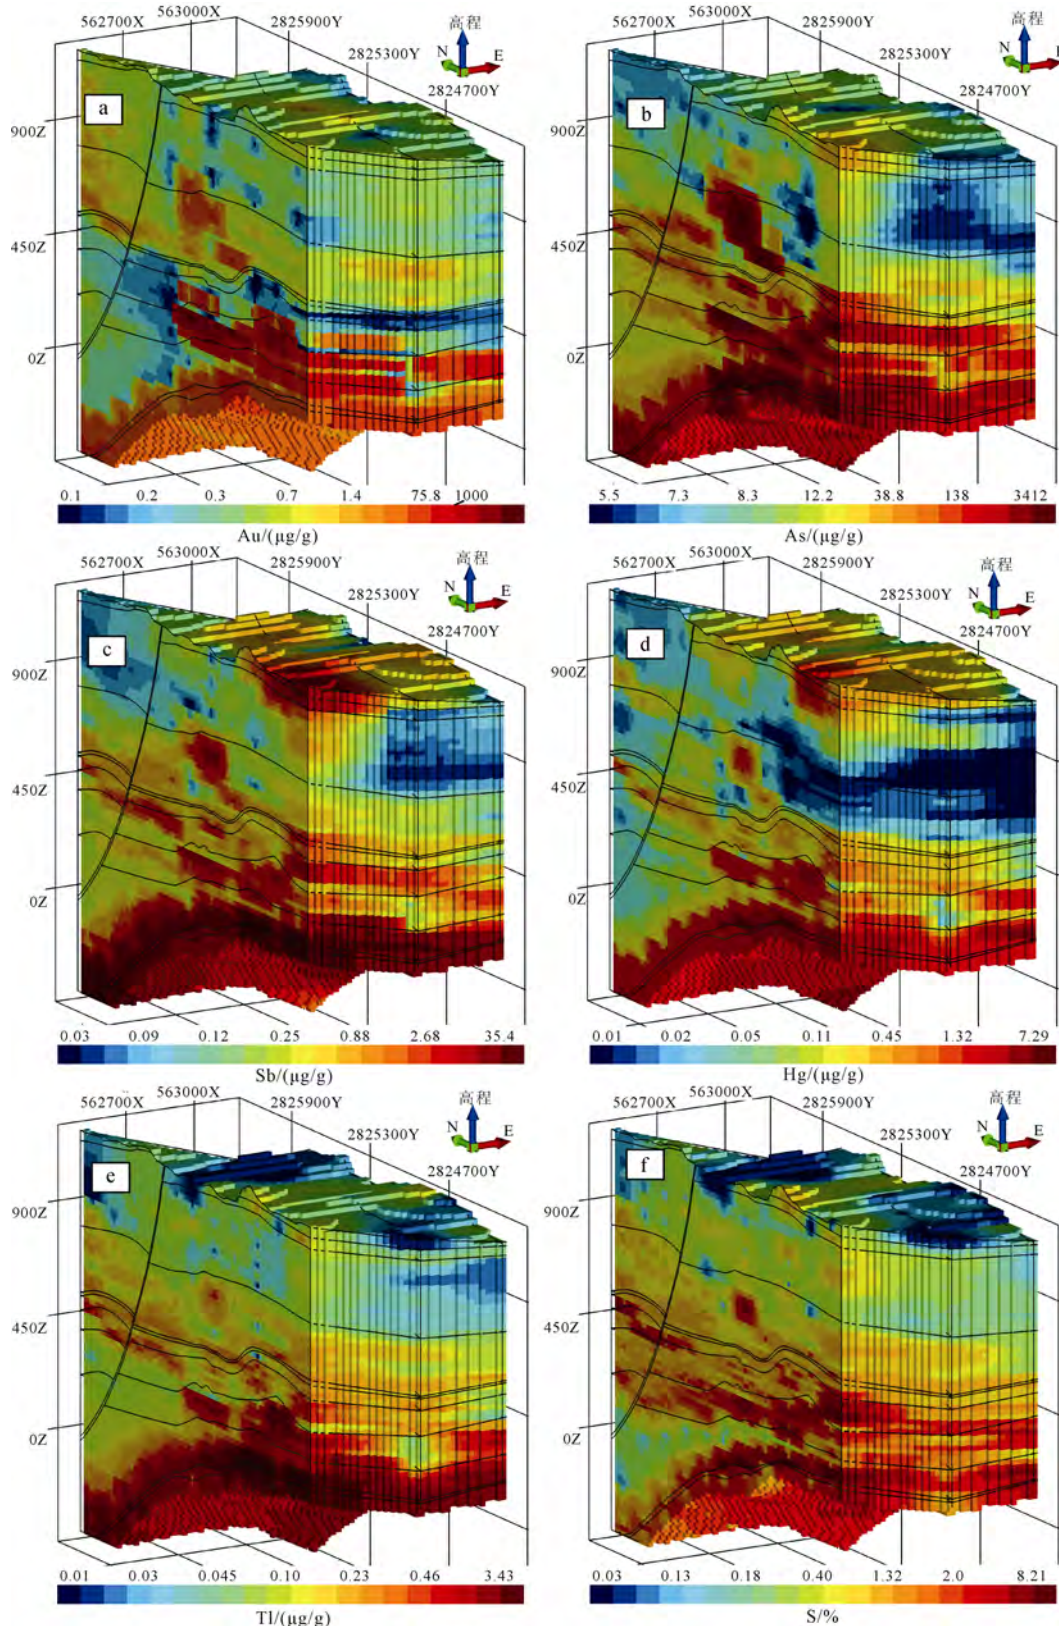 562700X 563000X 2825900Y 2825300Y 2824700Y
高程
N E
a
900Z
450Z
0Z
0.1 0.2 0.3 0.7 1.4 75.8 1000
Au/(μg/g)
562700X 563000X 2825900Y 2825300Y 2824700Y
高程
N E
b
900Z
450Z
0Z
5.5 7.3 8.3 12.2 38.8 138 3412
As/(μg/g)
562700X 563000X 2825900Y 2825300Y 2824700Y
高程
N E
c
900Z
450Z
0Z
0.03 0.09 0.12 0.25 0.88 2.68 35.4
Sb/(μg/g)
562700X 563000X 2825900Y 2825300Y 2824700Y
高程
N E
d
900Z
450Z
0Z
0.01 0.02 0.05 0.11 0.45 1.32 7.29
Hg/(μg/g)
562700X 563000X 2825900Y 2825300Y 2824700Y
高程
N E
e
900Z
450Z
0Z
0.01 0.03 0.045 0.10 0.23 0.46 3.43
Tl/(μg/g)
562700X 563000X 2825900Y 2825300Y 2824700Y
高程
N E
f
900Z
450Z
0Z
0.03 0.13 0.18 0.40 1.32 2.0 8.21
S/%